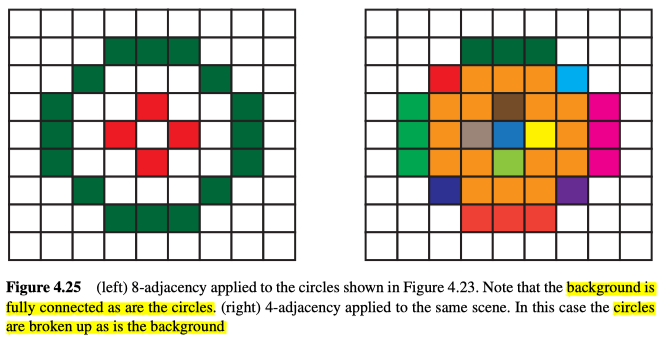 Figure 4.25 (left) 8-adjacency applied to the circles shown in Figure 4.23. Note that the background is
fully connected as are the circles. (right) 4-adjacency applied to the same scene. In this case the circles
are broken up as is the background